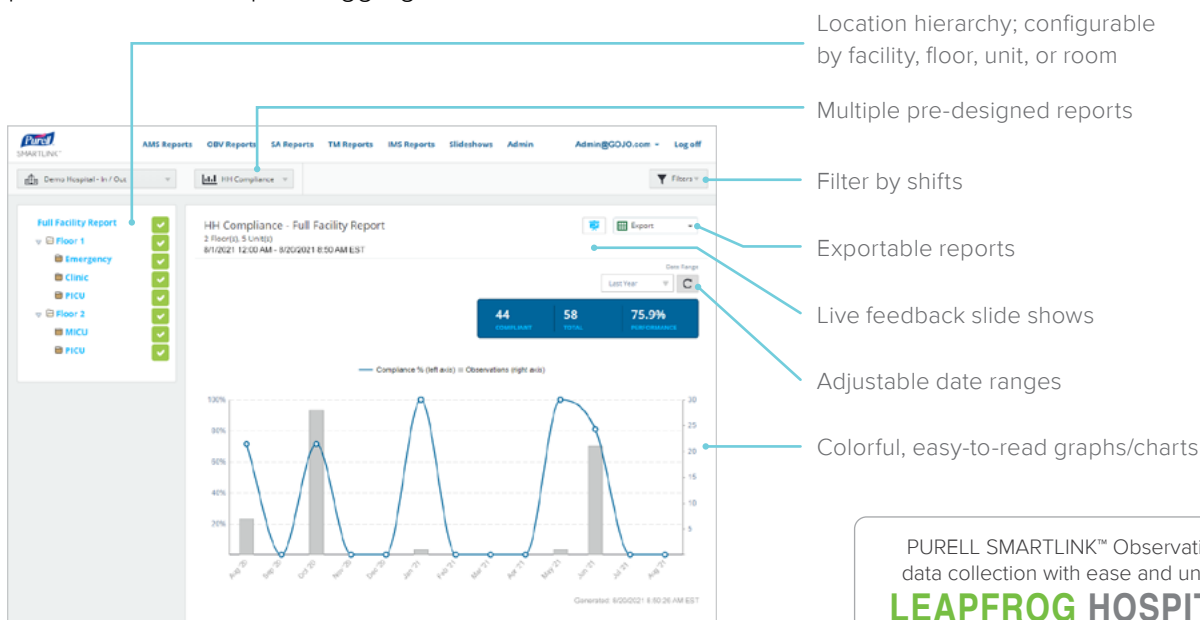 Location hierarchy; configurable
by facility, floor, unit, or room
Multiple pre-designed reports
Filter by shifts
Exportable reports
Live feedback slide shows
Adjustable date ranges
Colorful, easy-to-read graphs/charts
Purell
SMARTLINK™
AMS Reports OBV Reports SA Reports TM Reports IMS Reports Slideshows Admin Admin@GOJO.com Log off
Demo Hospital - In / Out HH Compliance Filters
Full Facility Report
Floor 1
Emergency
Clinic
PICU
Floor 2
MICU
PICU
HH Compliance - Full Facility Report
2 Floor(s), 5 Unit(s)
8/1/2021 12:00 AM - 8/20/2021 8:50 AM EST
Export
Date Range
Last Year
44 58 75.9%
COMPLIANT TOTAL PERFORMANCE
Compliance % (left axis) Observations (right axis)
100% 30
80% 25
60% 20
40% 15
20% 10
5
Aug '20 Sep '20 Oct '20 Nov '20 Dec '20 Jan '21 Feb '21 Mar '21 Apr '21 May '21 Jun '21 Jul '21 Aug '21
Generated: 8/20/2021 8:50:26 AM EST
PURELL SMARTLINK™
data collection with ease and
LEAPFROG